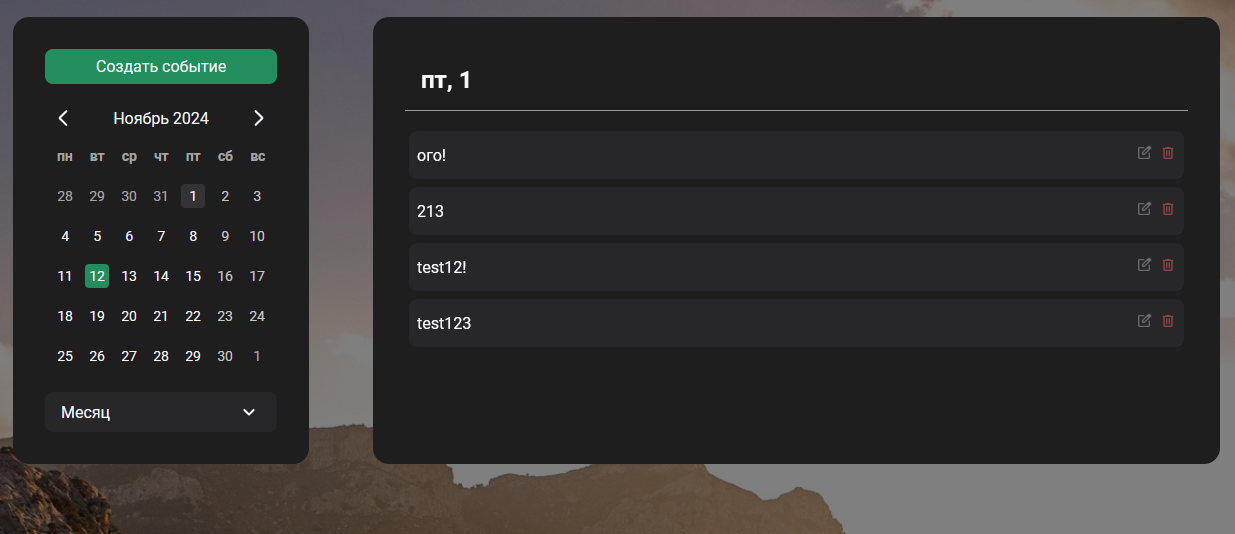 Создать событие
Ноябрь 2024
пн вт ср чт пт сб вс
28 29 30 31 1 2 3
4 5 6 7 8 9 10
11 12 13 14 15 16 17
18 19 20 21 22 23 24
25 26 27 28 29 30 1
Месяц
пт, 1
ого!
213
test12!
test123